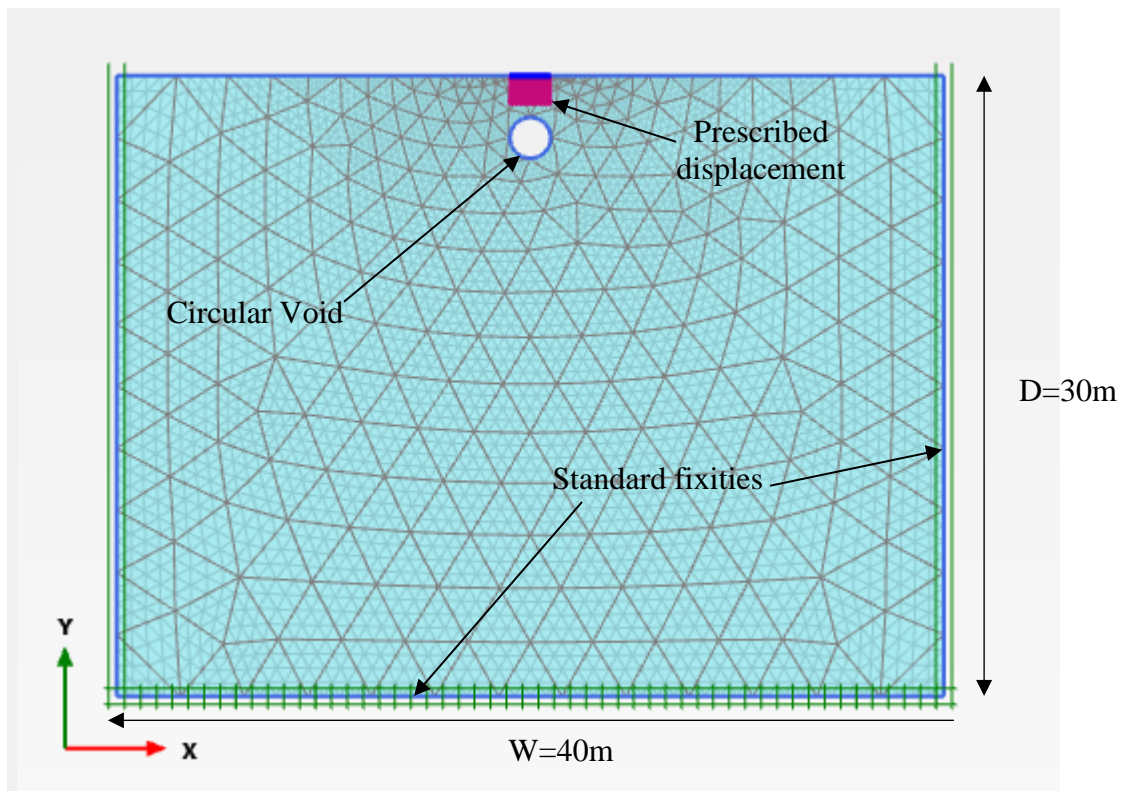 Prescribed
displacement
Circular Void
D=30m
Standard fixities
Y
X
W=40m